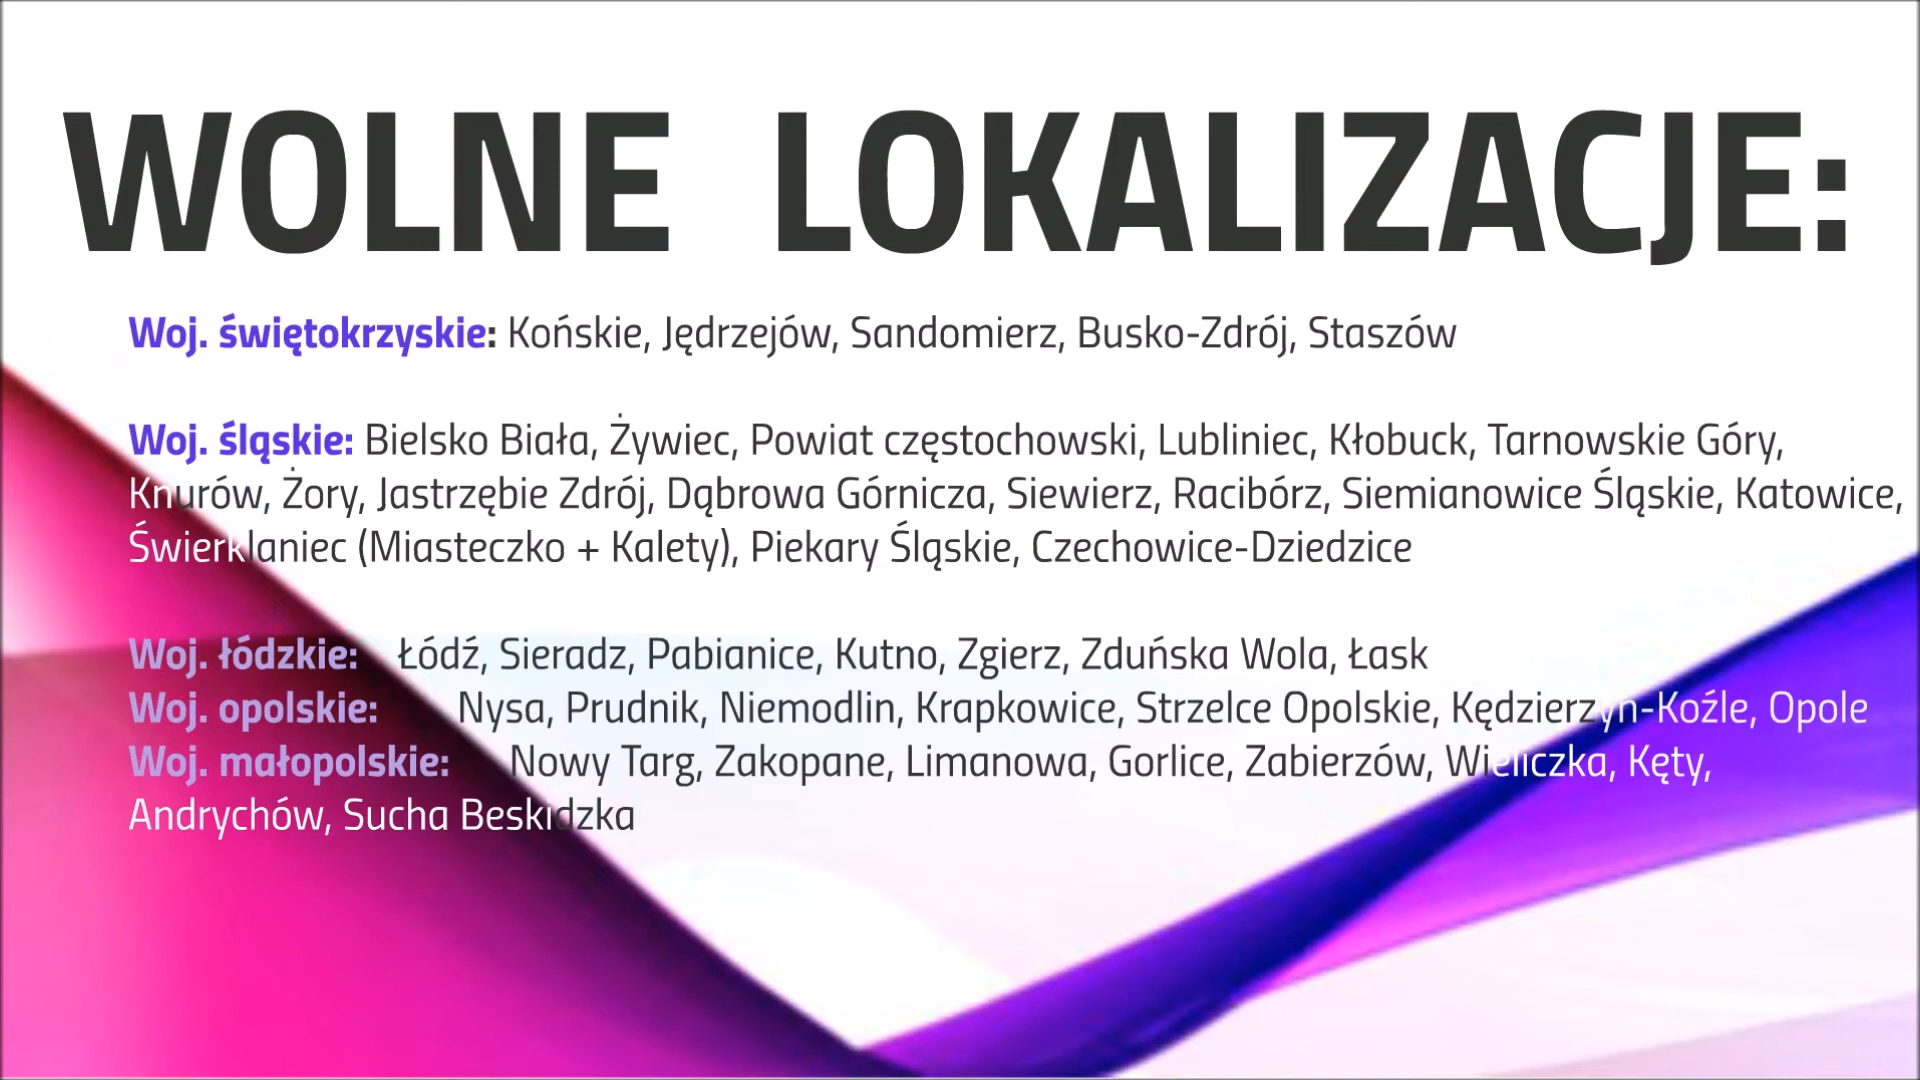 WOLNE LOKALIZACJE:
Woj. świętokrzyskie: Końskie, Jędrzejów, Sandomierz, Busko-Zdrój, Staszów
Woj. śląskie: Bielsko Biała, Żywiec, Powiat częstochowski, Lubliniec, Kłobuck, Tarnowskie Góry,
Knurów, Żory, Jastrzębie Zdrój, Dąbrowa Górnicza, Siewierz, Racibórz, Siemianowice Śląskie, Katowice,
Świerklaniec (Miasteczko + Kalety), Piekary Śląskie, Czechowice-Dziedzice
Woj. łódzkie: Łódź, Sieradz, Pabianice, Kutno, Zgierz, Zduńska Wola, Łask
Woj. opolskie: Nysa, Prudnik, Niemodlin, Krapkowice, Strzelce Opolskie, Kędzierzyn-Koźle, Opole
Woj. małopolskie: Nowy Targ, Zakopane, Limanowa, Gorlice, Zabierzów, Wieliczka, Kęty,
Andrychów, Sucha Beskidzka